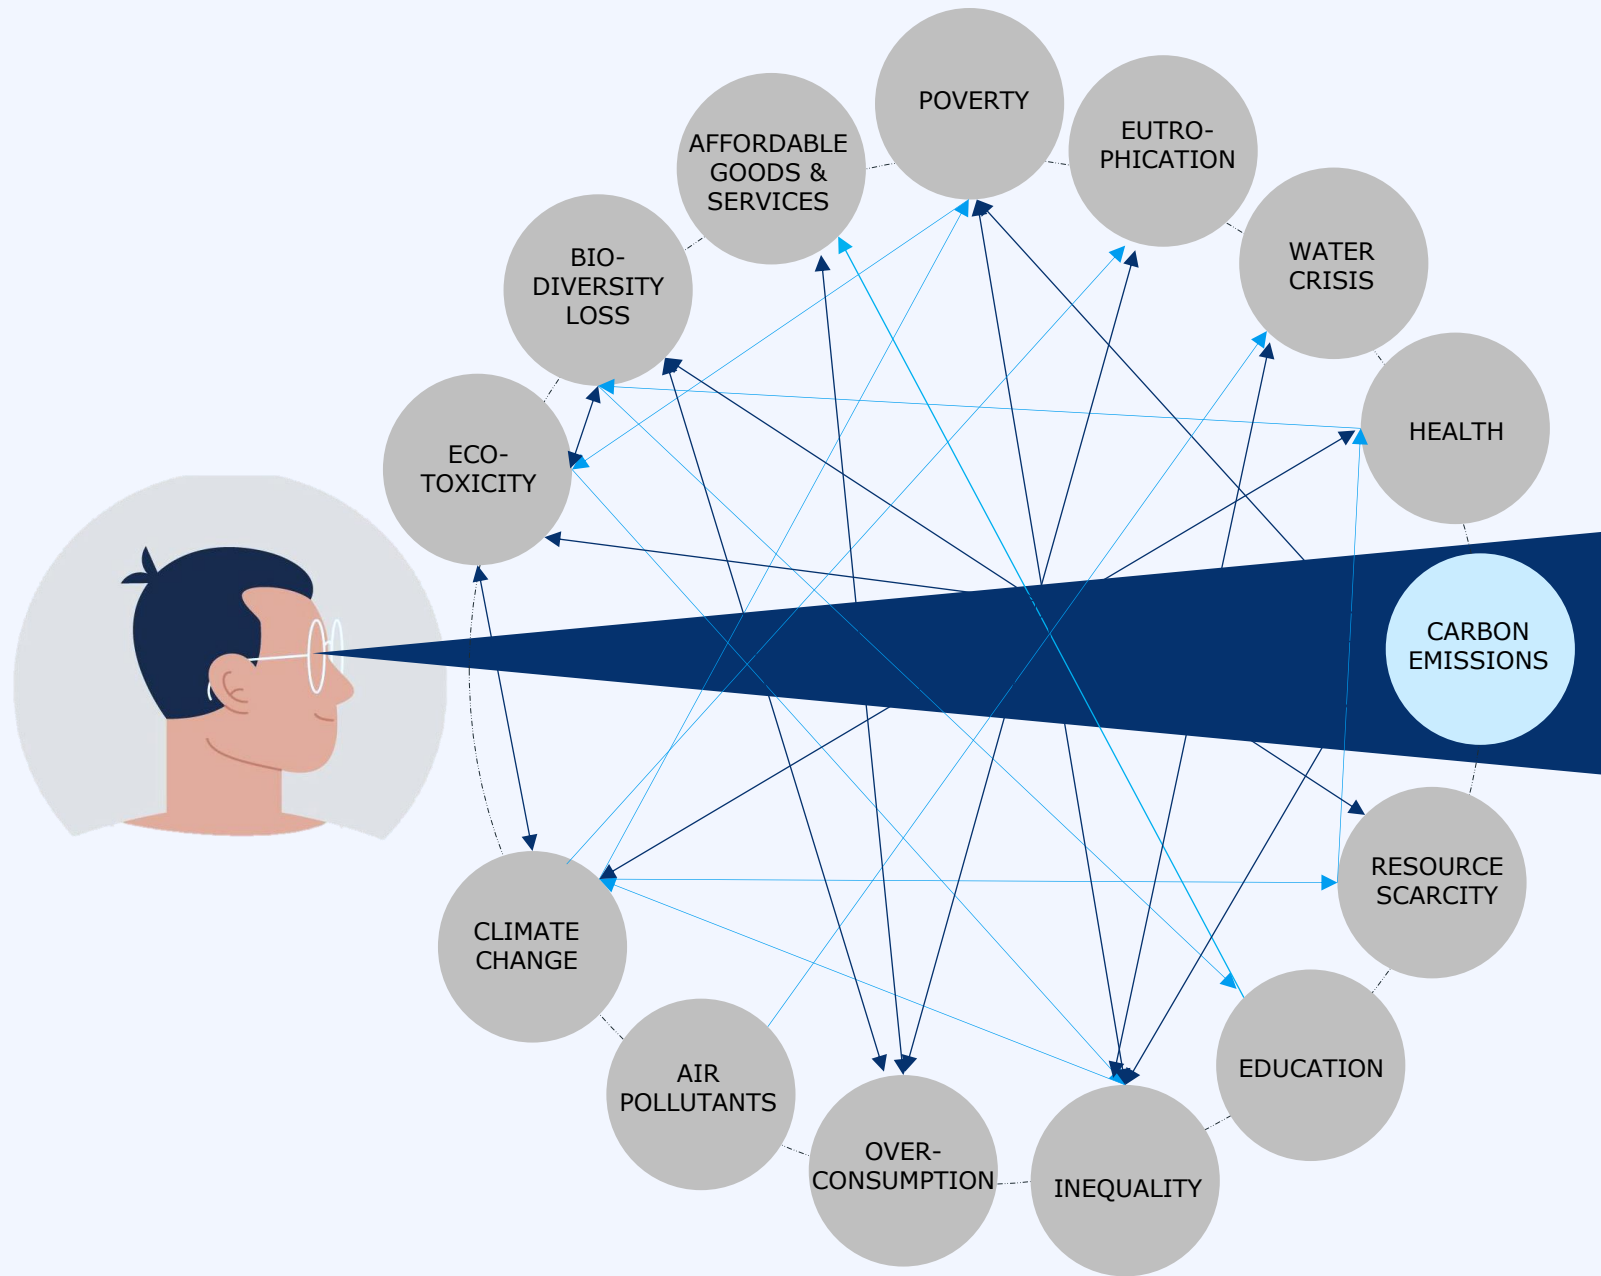 POVERTY
EUTRO-
PHICATION
AFFORDABLE
GOODS &
SERVICES
WATER
CRISIS
BIO-
DIVERSITY
LOSS
HEALTH
ECO-
TOXICITY
CARBON
EMISSIONS
RESOURCE
SCARCITY
CLIMATE
CHANGE
EDUCATION
AIR
POLLUTANTS
OVER-
CONSUMPTION
INEQUALITY